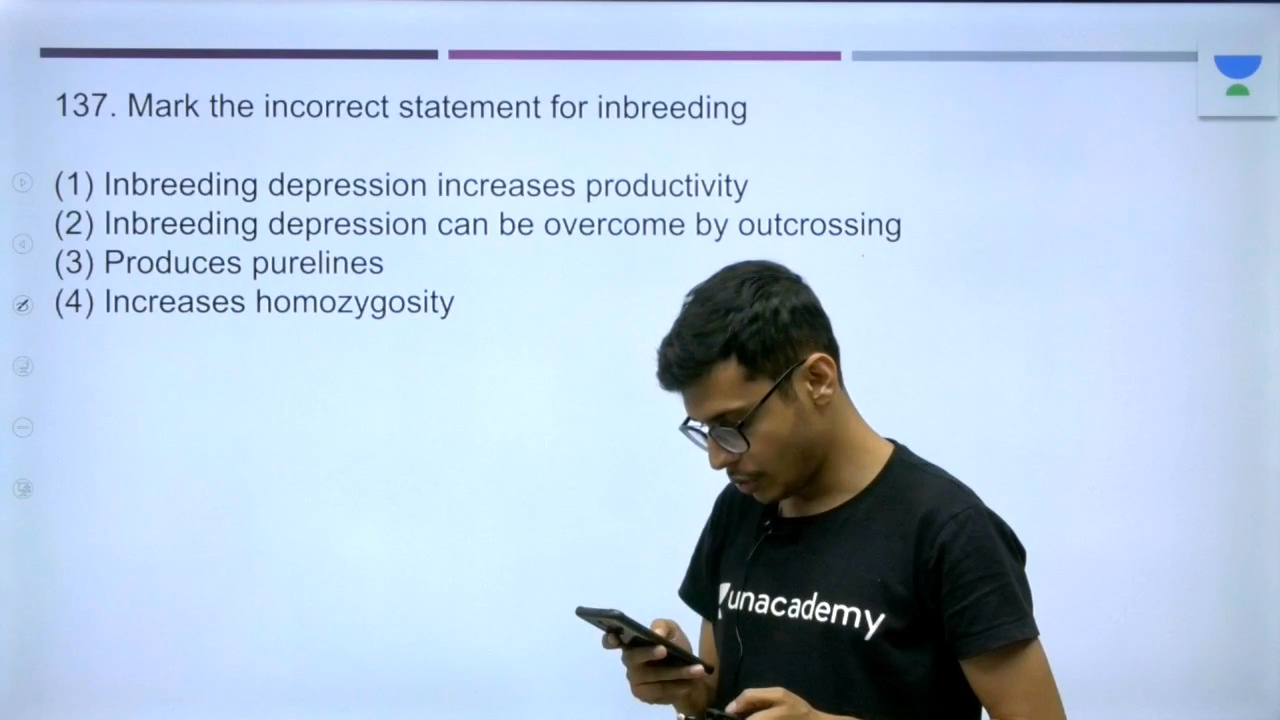 137. Mark the incorrect statement for inbreeding
(1) Inbreeding depression increases productivity
(2) Inbreeding depression can be overcome by outcrossing
(3) Produces purelines
(4) Increases homozygosity
unacademy